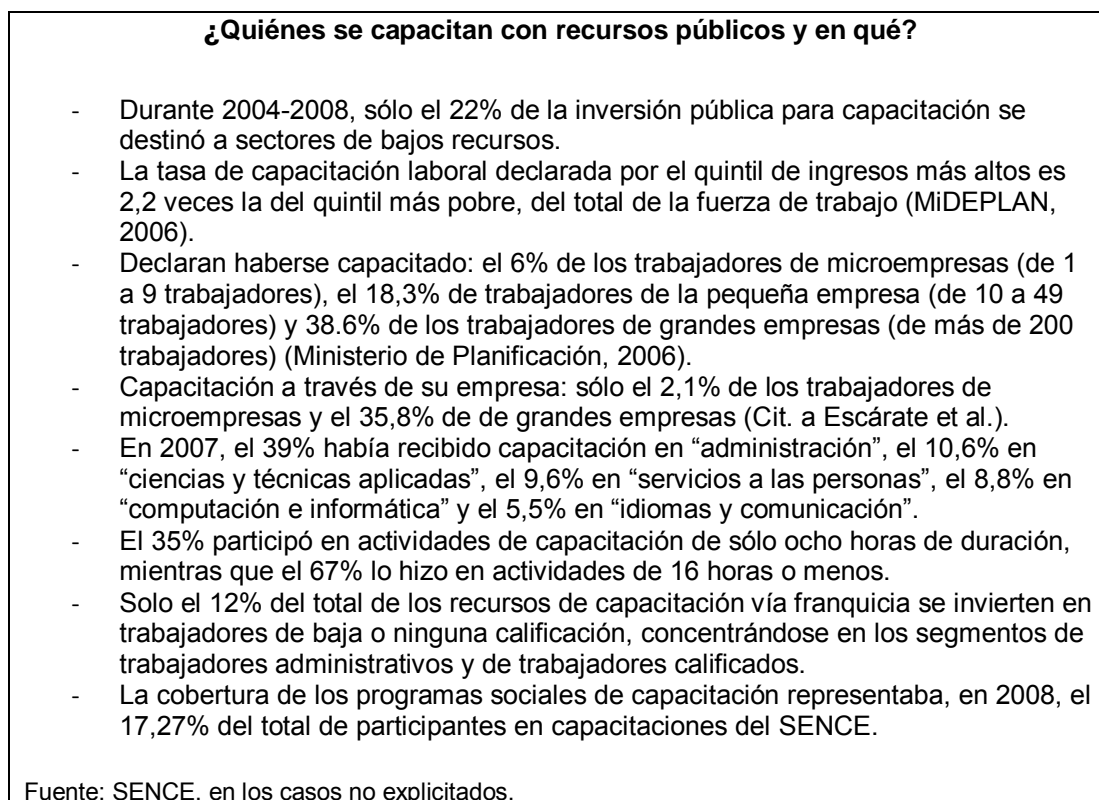 ¿Quiénes se capacitan con recursos públicos y en qué?
- Durante 2004-2008, sólo el 22% de la inversión pública para capacitación se
destinó a sectores de bajos recursos.
- La tasa de capacitación laboral declarada por el quintil de ingresos más altos es
2,2 veces la del quintil más pobre, del total de la fuerza de trabajo (MiDEPLAN,
2006).
- Declaran haberse capacitado: el 6% de los trabajadores de microempresas (de 1
a 9 trabajadores), el 18,3% de trabajadores de la pequeña empresa (de 10 a 49
trabajadores) y 38.6% de los trabajadores de grandes empresas (de más de 200
trabajadores) (Ministerio de Planificación, 2006).
- Capacitación a través de su empresa: sólo el 2,1% de los trabajadores de
microempresas y el 35,8% de de grandes empresas (Cit. a Escárate et al.).
- En 2007, el 39% había recibido capacitación en “administración”, el 10,6% en
“ciencias y técnicas aplicadas”, el 9,6% en “servicios a las personas”, el 8,8% en
“computación e informática” y el 5,5% en “idiomas y comunicación”.
- El 35% participó en actividades de capacitación de sólo ocho horas de duración,
mientras que el 67% lo hizo en actividades de 16 horas o menos.
- Solo el 12% del total de los recursos de capacitación vía franquicia se invierten en
trabajadores de baja o ninguna calificación, concentrándose en los segmentos de
trabajadores administrativos y de trabajadores calificados.
- La cobertura de los programas sociales de capacitación representaba, en 2008, el
17,27% del total de participantes en capacitaciones del SENCE.
Fuente: SENCE, en los casos no explicitados.